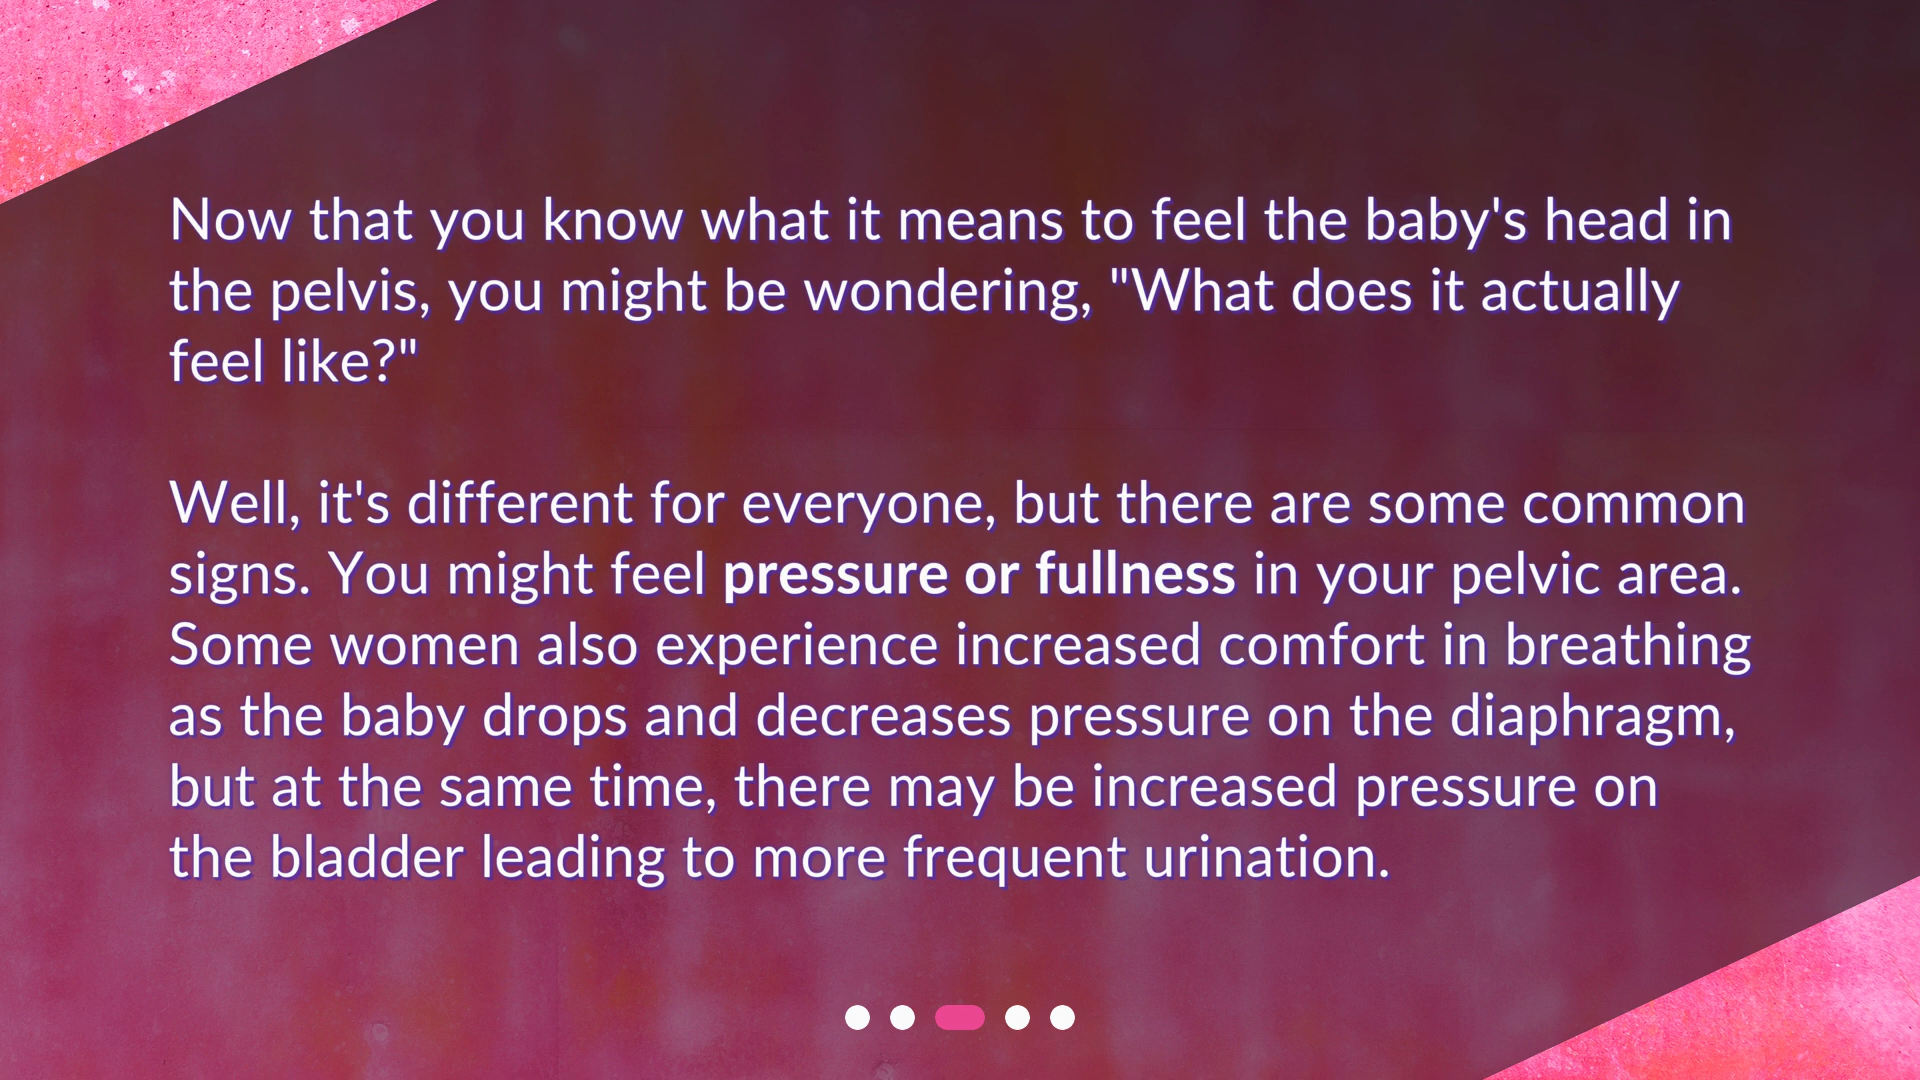 Now that you know what it means to feel the baby's head in
the pelvis, you might be wondering, "What does it actually
feel like?"
Well, it's different for everyone, but there are some common
signs. You might feel pressure or fullness in your pelvic area.
Some women also experience increased comfort in breathing
as the baby drops and decreases pressure on the diaphragm,
but at the same time, there may be increased pressure on
the bladder leading to more frequent urination.